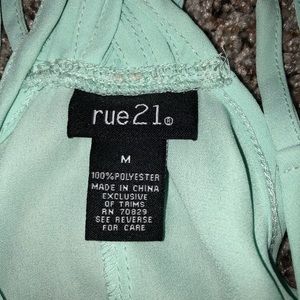 rue21®
M
100%POLYESTER
MADE IN CHINA
EXCLUSIVE
OF TRIMS
RN 70829
SEE REVERSE
FOR CARE